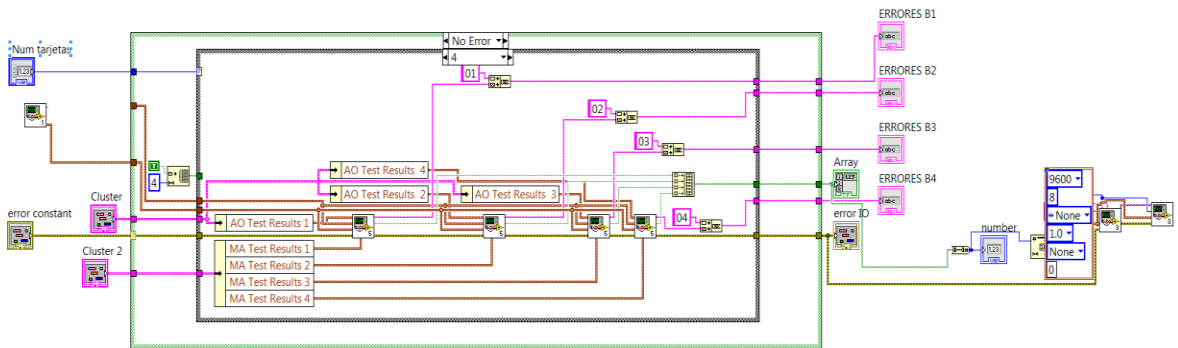 ERRORES B1
No Error
Num tarjetas
4
01
ERRORES B2
02
ERRORES B3
03
AO Test Results 4
Array
9600
4
ERRORES B4
8
AO Test Results 2
AO Test Results 3
Cluster
None
error constant
AO Test Results 1
04
error IO
number
1.0
Cluster 2
MA Test Results 1
None
MA Test Results 2
0
MA Test Results 3
MA Test Results 4